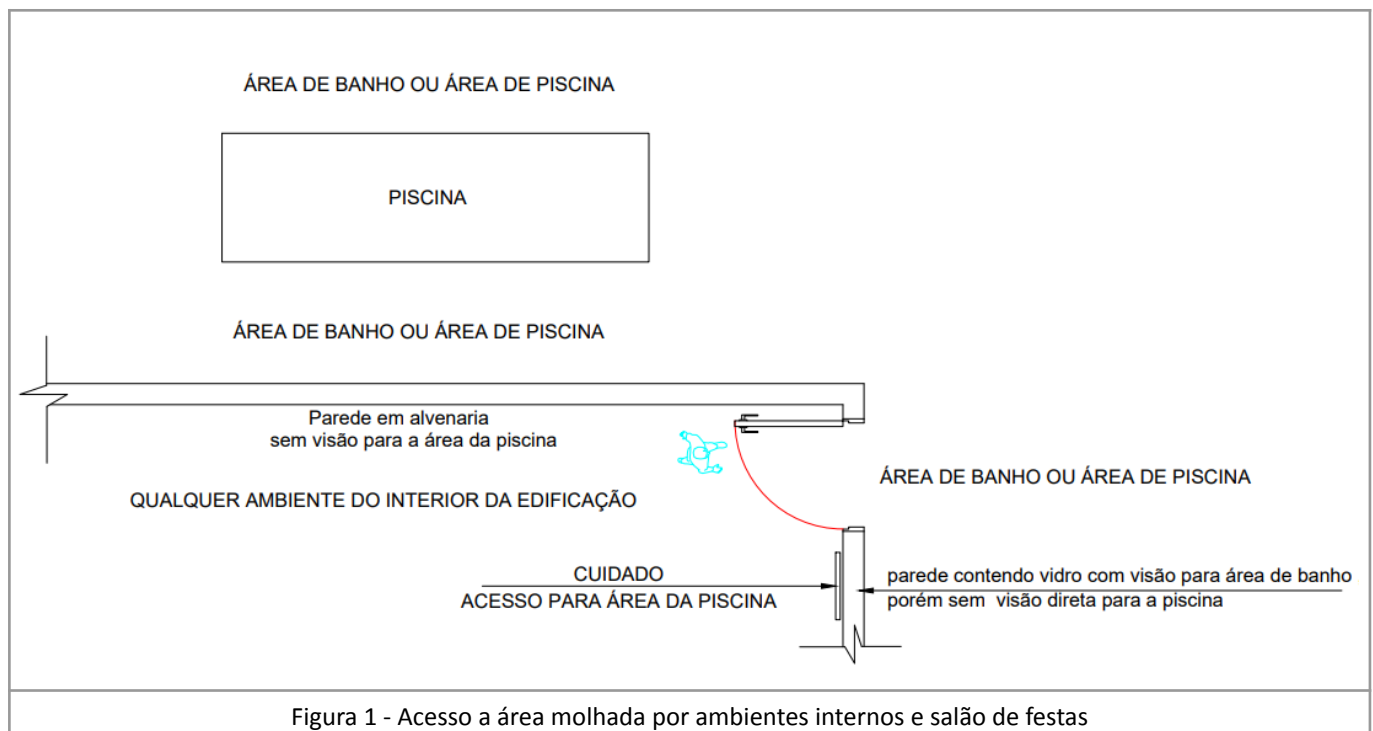 ÁREA DE BANHO OU ÁREA DE PISCINA
PISCINA
ÁREA DE BANHO OU ÁREA DE PISCINA
Parede em alvenaria
sem visão para a área da piscina
QUALQUER AMBIENTE DO INTERIOR DA EDIFICAÇÃO
ÁREA DE BANHO OU ÁREA DE PISCINA
CUIDADO
ACESSO PARA ÁREA DA PISCINA
parede contendo vidro com visão para área de banho
porém sem visão direta para a piscina
Figura 1 - Acesso a área molhada por ambientes internos e salão de festas